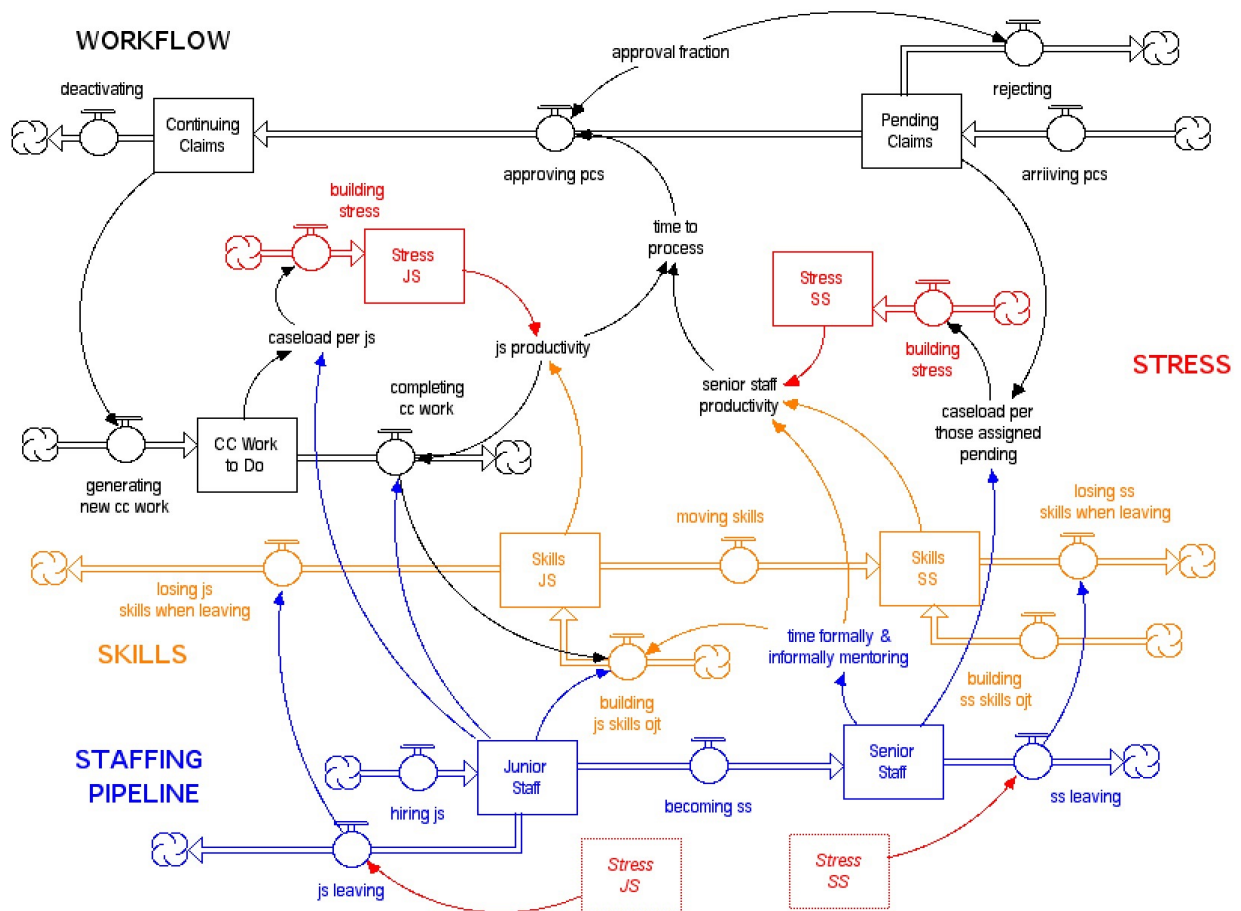 WORKFLOW
approval fraction
deactivating
rejecting
Continuing
Claims
Pending
Claims
approving pcs
arriiving pcs
building
stress
time to
process
Stress
JS
Stress
SS
caseload per js
js productivity
building
stress
STRESS
completing
cc work
senior staff
productivity
caseload per
those assigned
pending
CC Work
to Do
generating
new cc work
moving skills
losing ss
skills when leaving
Skills
JS
Skills
SS
losing js
skills when leaving
SKILLS
time formally &
informally mentoring
building
js skills ojt
building
ss skills ojt
STAFFING
PIPELINE
Junior
Staff
Senior
Staff
hiring js
becoming ss
ss leaving
js leaving
Stress
JS
Stress
SS